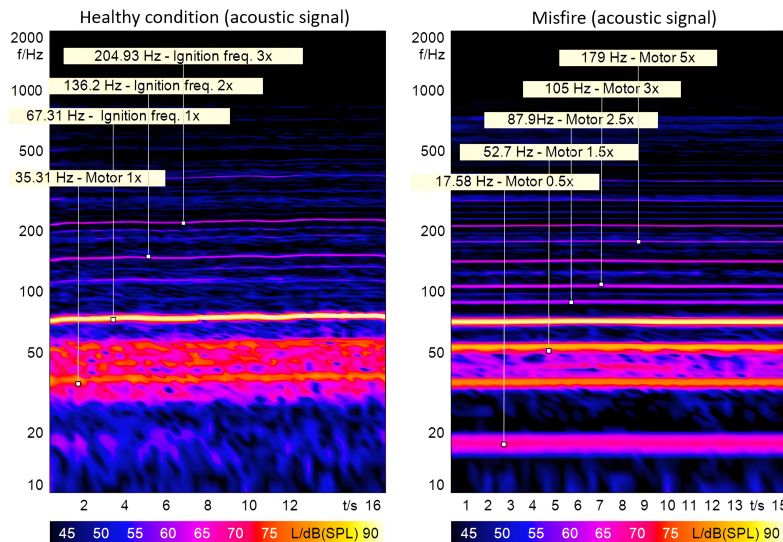 Healthy condition (acoustic signal)
2000
f/Hz
204.93 Hz - Ignition freq. 3x
136.2 Hz - Ignition freq. 2x
1000
67.31 Hz - Ignition freq. 1x
500
35.31 Hz - Motor 1x
200
100
50
20
10
2 4 6 8 10 12 t/s 16
45 50 55 60 65 70 75 L/dB(SPL) 90
Misfire (acoustic signal)
2000
f/Hz
179 Hz - Motor 5x
1000
105 Hz - Motor 3x
87.9Hz - Motor 2.5x
500
52.7 Hz - Motor 1.5x
17.58 Hz - Motor 0.5x
200
100
50
20
10
1 2 3 4 5 6 7 8 9 10 11 12 13 t/s 15
45 50 55 60 65 70 75 L/dB(SPL) 90